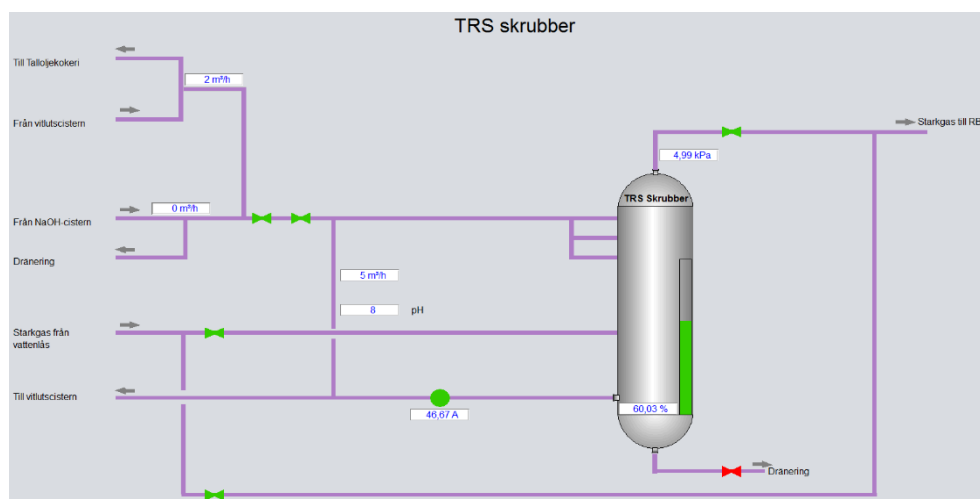 TRS skrubber
Till Talloljekokeri
2 m³/h
Från vitlutscistern
Starkgas till RB
4,99 kPa
TRS Skrubber
0 m³/h
Från NaOH-cistern
Dränering
5 m³/h
8 pH
Starkgas från
vattenlås
Till vitlutscistern
46,67 A
60,03 %
Dränering